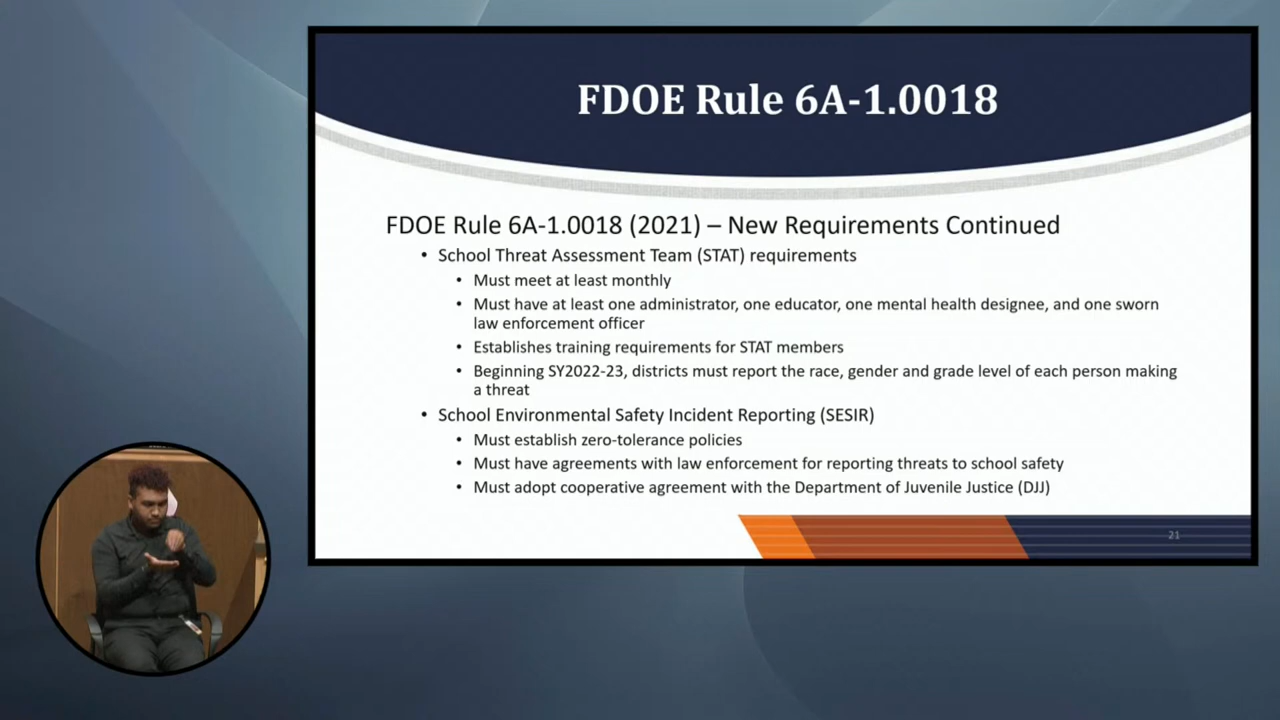 FDOE Rule 6A-1.0018
FDOE Rule 6A-1.0018 (2021) – New Requirements Continued
• School Threat Assessment Team (STAT) requirements
• Must meet at least monthly
• Must have at least one administrator, one educator, one mental health designee, and one sworn
law enforcement officer
• Establishes training requirements for STAT members
• Beginning SY2022-23, districts must report the race, gender and grade level of each person making
a threat
• School Environmental Safety Incident Reporting (SESIR)
• Must establish zero-tolerance policies
• Must have agreements with law enforcement for reporting threats to school safety
• Must adopt cooperative agreement with the Department of Juvenile Justice (DJJ)
21